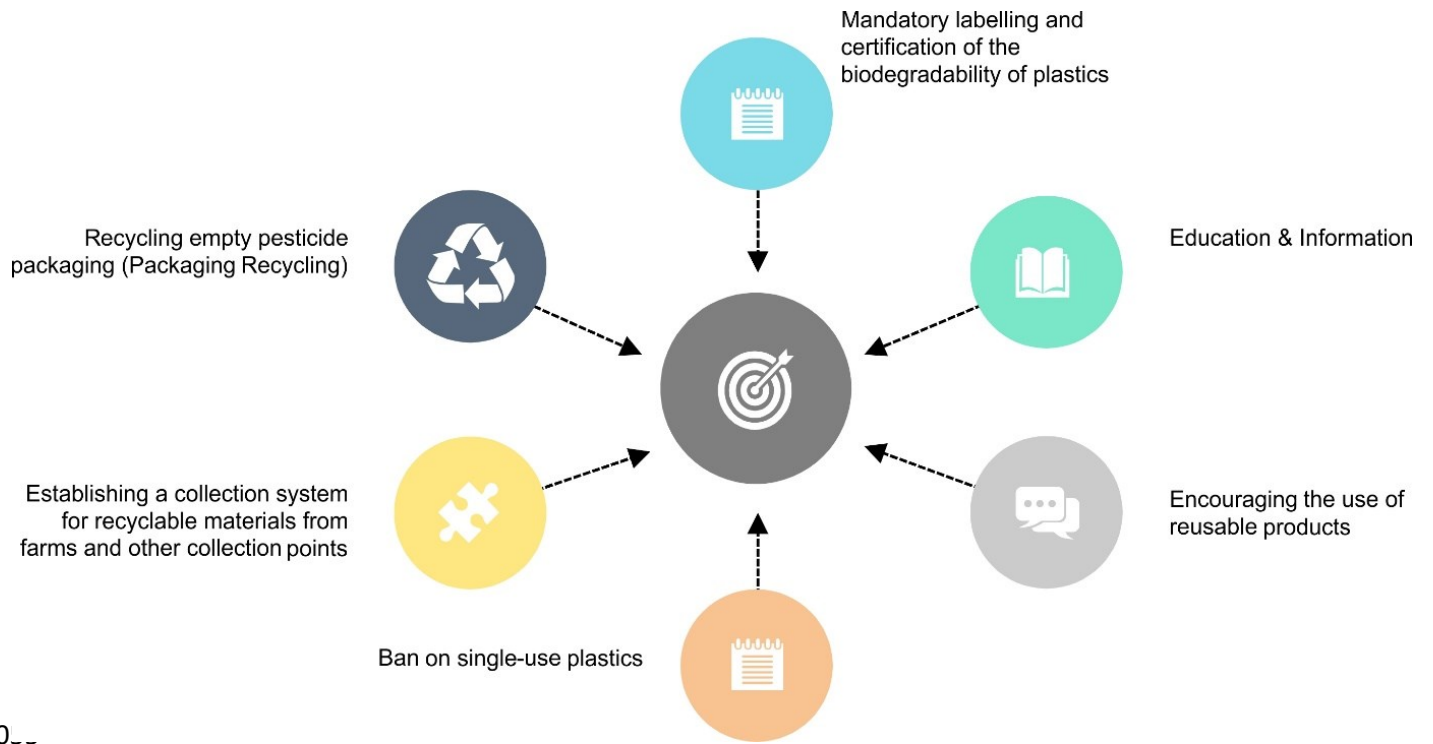 Mandatory labelling and
certification of the
biodegradability of plastics
Recycling empty pesticide
packaging (Packaging Recycling)
Education & Information
Establishing a collection system
for recyclable materials from
farms and other collection points
Encouraging the use of
reusable products
Ban on single-use plastics